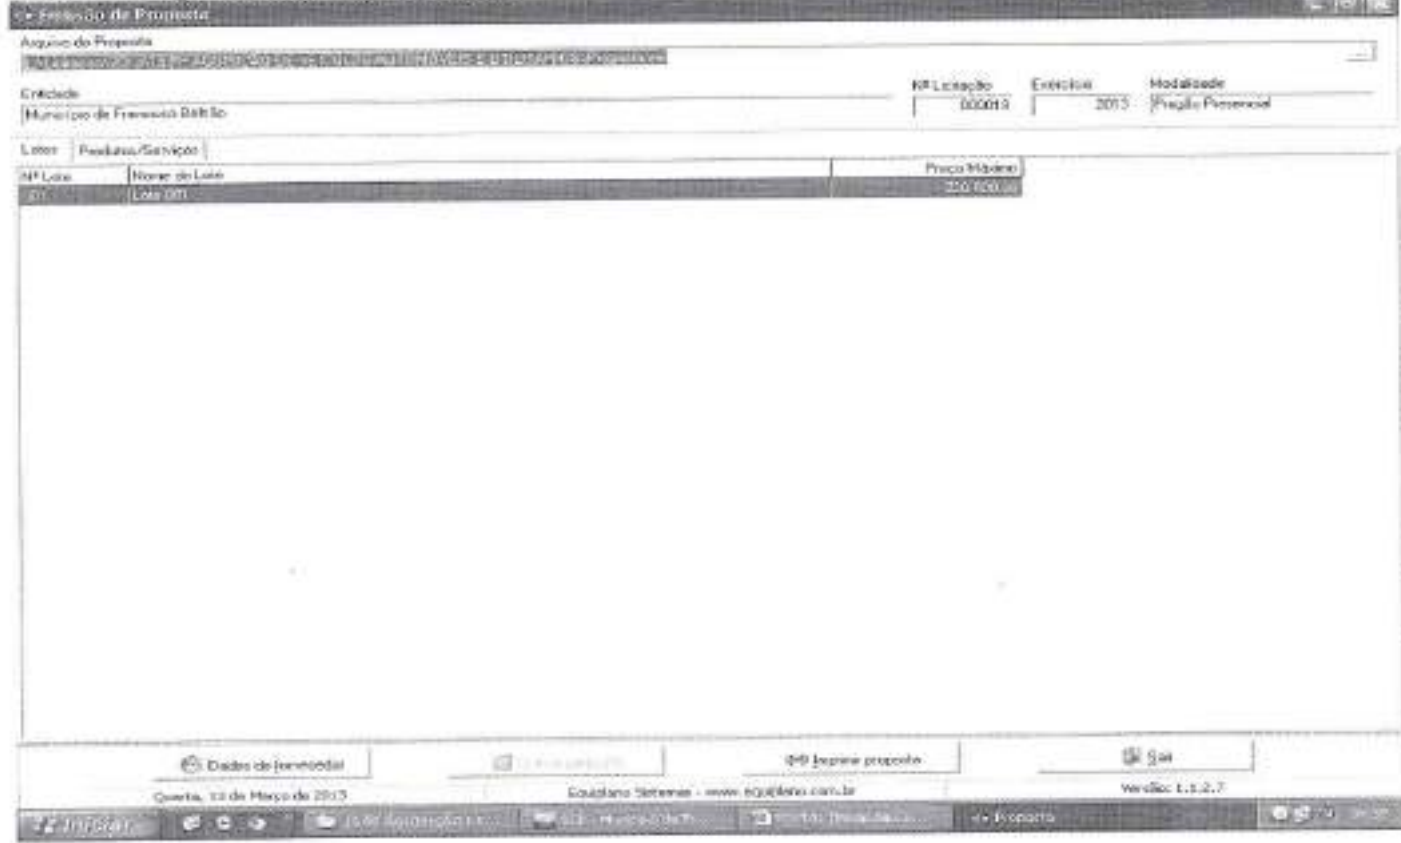 Emissão de Proposta
Arquivo da Proposta
Entidade
Nº Licitação
Exercício
Modalidade
Município de Francisco Beltrão
000013
2013
Pregão Presencial
Lotes
Produtos/Serviços
Nº Lote
Nome do Lote
Preço Máximo
001
Lote 001
Dados do fornecedor
Imprimir proposta
Sair
Quarta, 13 de Março de 2013
Equiplano Sistemas - www.equiplano.com.br
Versão: 1.1.2.7
Iniciar
Proposta